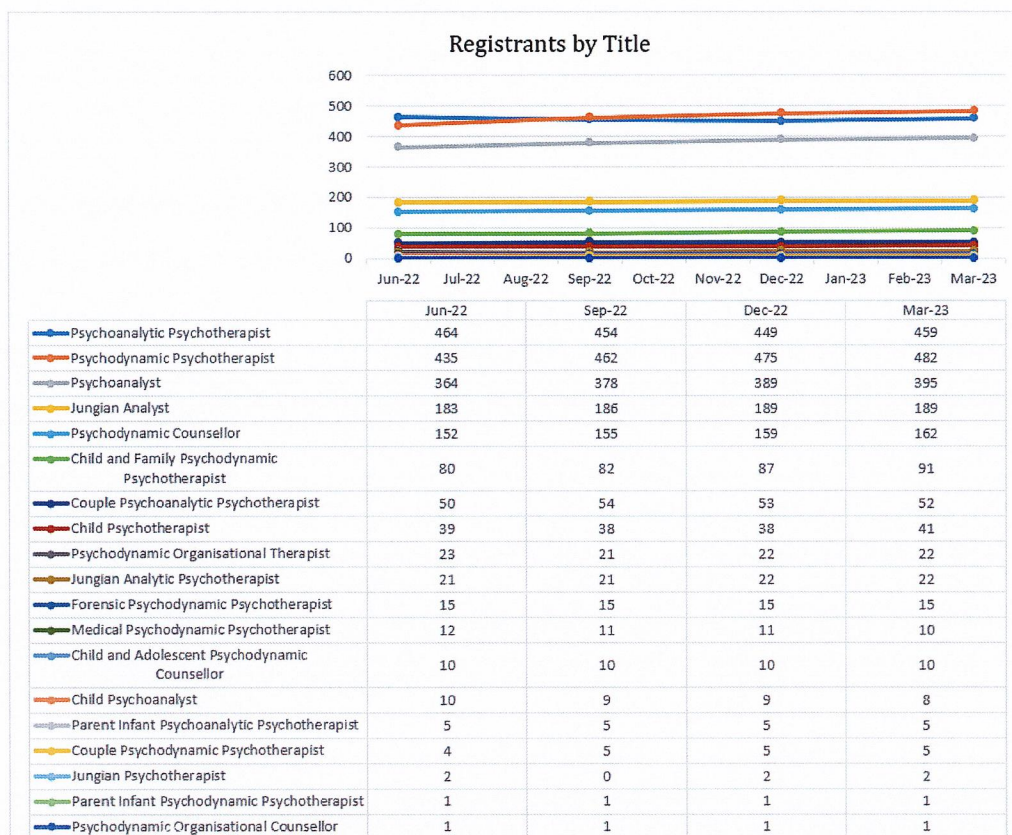 Registrants by Title
600
500
400
300
200
100
0
Jun-22 Jul-22 Aug-22 Sep-22 Oct-22 Nov-22 Dec-22 Jan-23 Feb-23 Mar-23
Jun-22 Sep-22 Dec-22 Mar-23
Psychoanalytic Psychotherapist 464 454 449 459
Psychodynamic Psychotherapist 435 462 475 482
Psychoanalyst 364 378 389 395
Jungian Analyst 183 186 189 189
Psychodynamic Counsellor 152 155 159 162
Child and Family Psychodynamic
Psychotherapist 80 82 87 91
Couple Psychoanalytic Psychotherapist 50 54 53 52
Child Psychotherapist 39 38 38 41
Psychodynamic Organisational Therapist 23 21 22 22
Jungian Analytic Psychotherapist 21 21 22 22
Forensic Psychodynamic Psychotherapist 15 15 15 15
Medical Psychodynamic Psychotherapist 12 11 11 10
Child and Adolescent Psychodynamic
Counsellor 10 10 10 10
Child Psychoanalyst 10 9 9 8
Parent Infant Psychoanalytic Psychotherapist 5 5 5 5
Couple Psychodynamic Psychotherapist 4 5 5 5
Jungian Psychotherapist 2 0 2 2
Parent Infant Psychodynamic Psychotherapist 1 1 1 1
Psychodynamic Organisational Counsellor 1 1 1 1